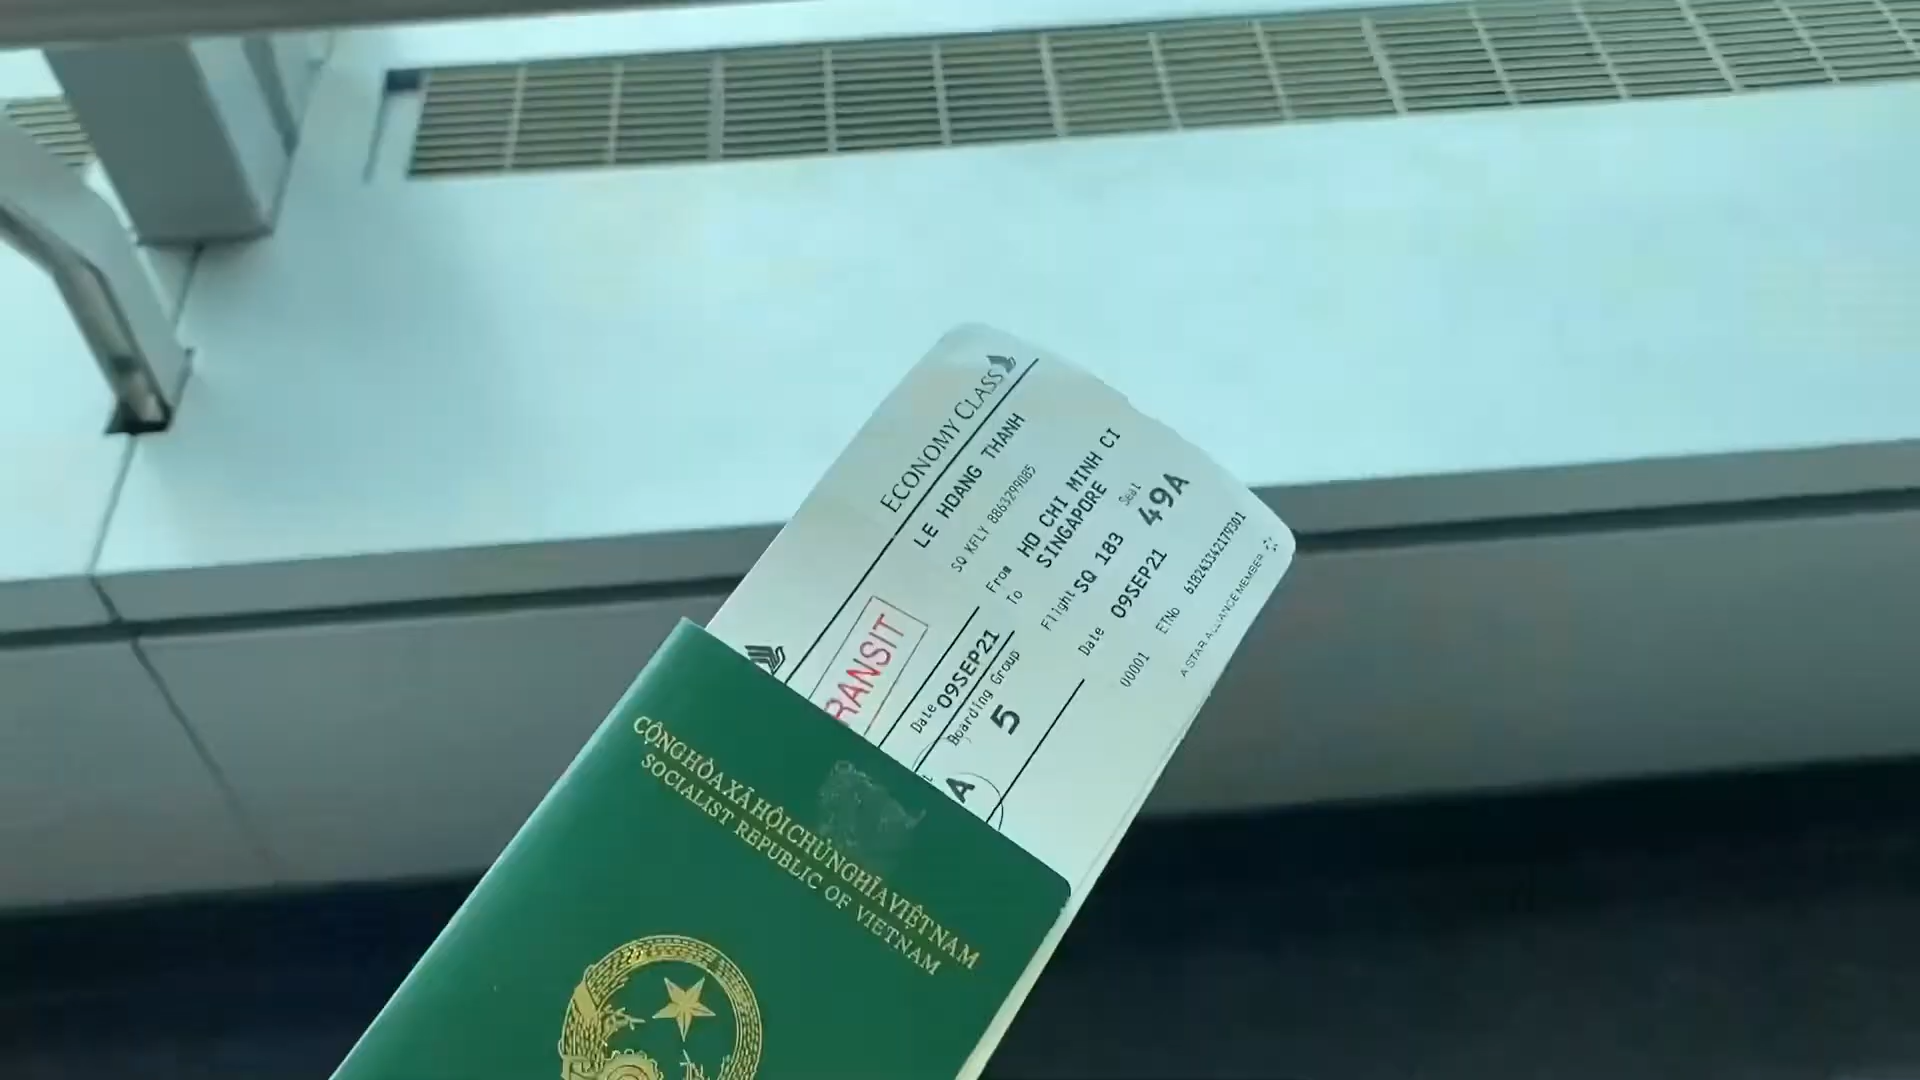 ECONOMY CLASS
LE HOANG THANH
SQ KFLY 8863299085
From HO CHI MINH CI
To SINGAPORE
Flight SQ 183
Seat 49A
Date 09SEP21
00001
ETNo 618243342179301
A STAR ALLIANCE MEMBER
RANSIT
Date 09SEP21
Boarding Group
5
A
CỘNG HÒA XÃ HỘI CHỦ NGHĨA VIỆT NAM
SOCIALIST REPUBLIC OF VIETNAM